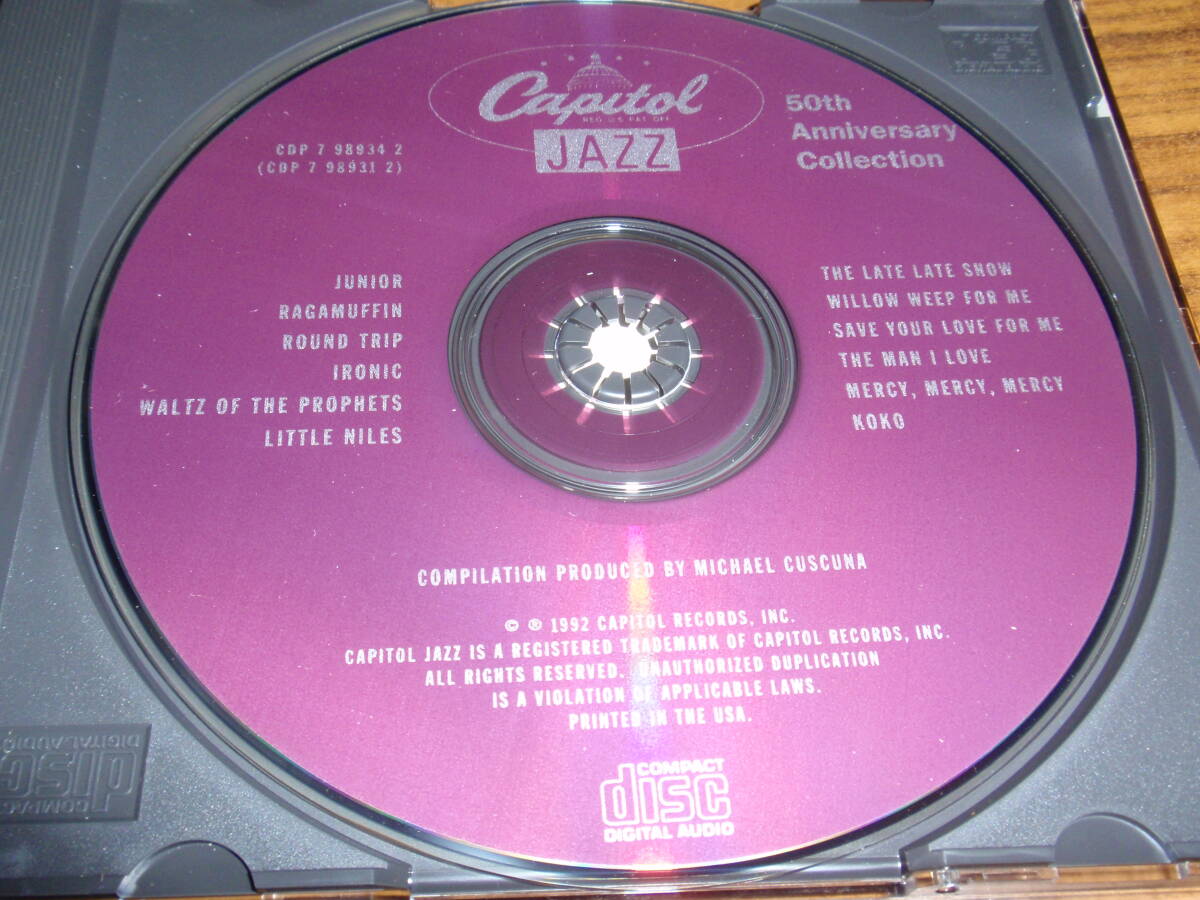 Capitol
REG. U.S. PAT. OFF.
JAZZ
50th
Anniversary
Collection
CDP 7 98934 2
(CDP 7 98931 2)
JUNIOR
RAGAMUFFIN
ROUND TRIP
IRONIC
WALTZ OF THE PROPHETS
LITTLE NILES
THE LATE LATE SHOW
WILLOW WEEP FOR ME
SAVE YOUR LOVE FOR ME
THE MAN I LOVE
MERCY, MERCY, MERCY
KOKO
COMPILATION PRODUCED BY MICHAEL CUSCUNA
© ℗ 1992 CAPITOL RECORDS, INC.
CAPITOL JAZZ IS A REGISTERED TRADEMARK OF CAPITOL RECORDS, INC.
ALL RIGHTS RESERVED. UNAUTHORIZED DUPLICATION
IS A VIOLATION OF APPLICABLE LAWS.
PRINTED IN THE USA.
COMPACT
disc
DIGITAL AUDIO
COMPACT
disc
DIGITAL AUDIO